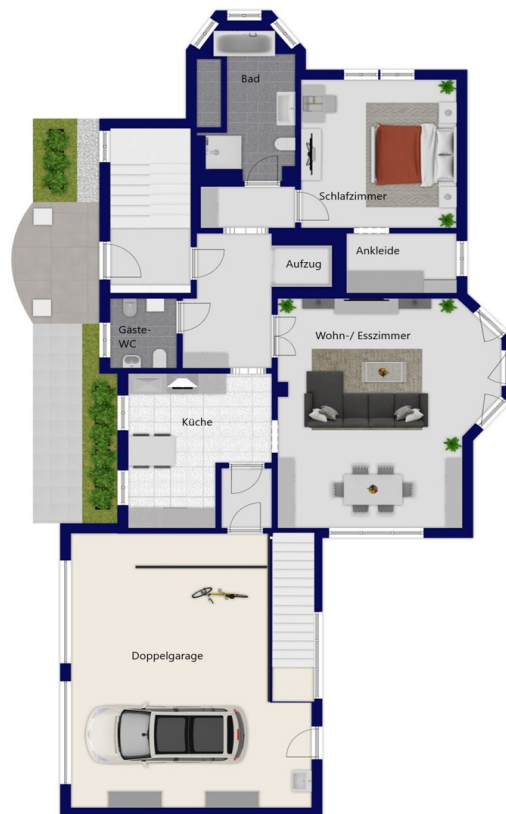 Bad
Schlafzimmer
Ankleide
Aufzug
Gäste-
WC
Wohn-/ Esszimmer
Küche
Doppelgarage